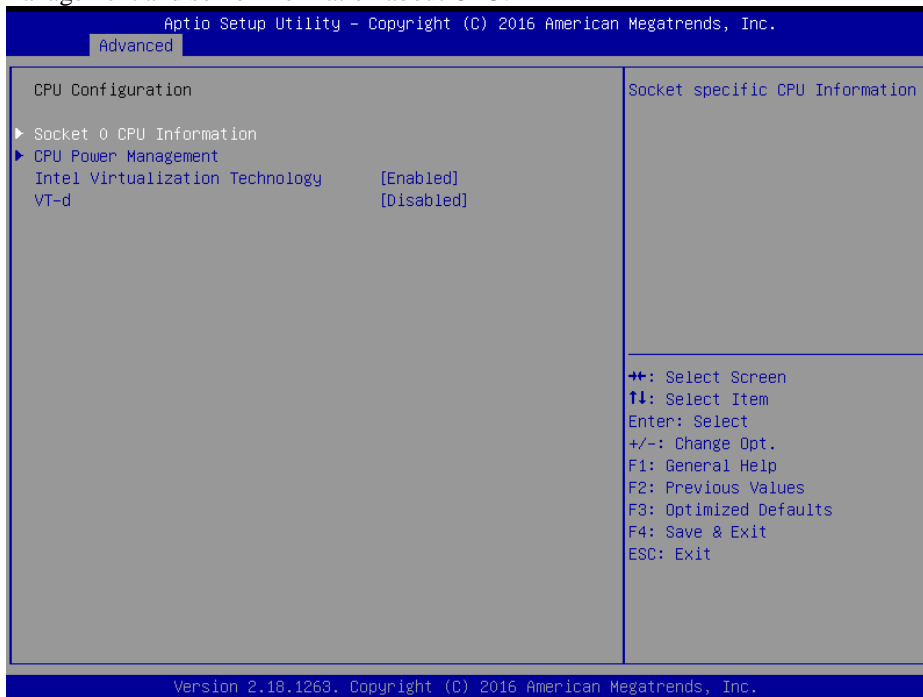 Aptio Setup Utility – Copyright (C) 2016 American Megatrends, Inc.
Advanced
CPU Configuration
Socket specific CPU Information
Socket 0 CPU Information
CPU Power Management
Intel Virtualization Technology [Enabled]
VT-d [Disabled]
→←: Select Screen
↑↓: Select Item
Enter: Select
+/-: Change Opt.
F1: General Help
F2: Previous Values
F3: Optimized Defaults
F4: Save & Exit
ESC: Exit
Version 2.18.1263. Copyright (C) 2016 American Megatrends, Inc.